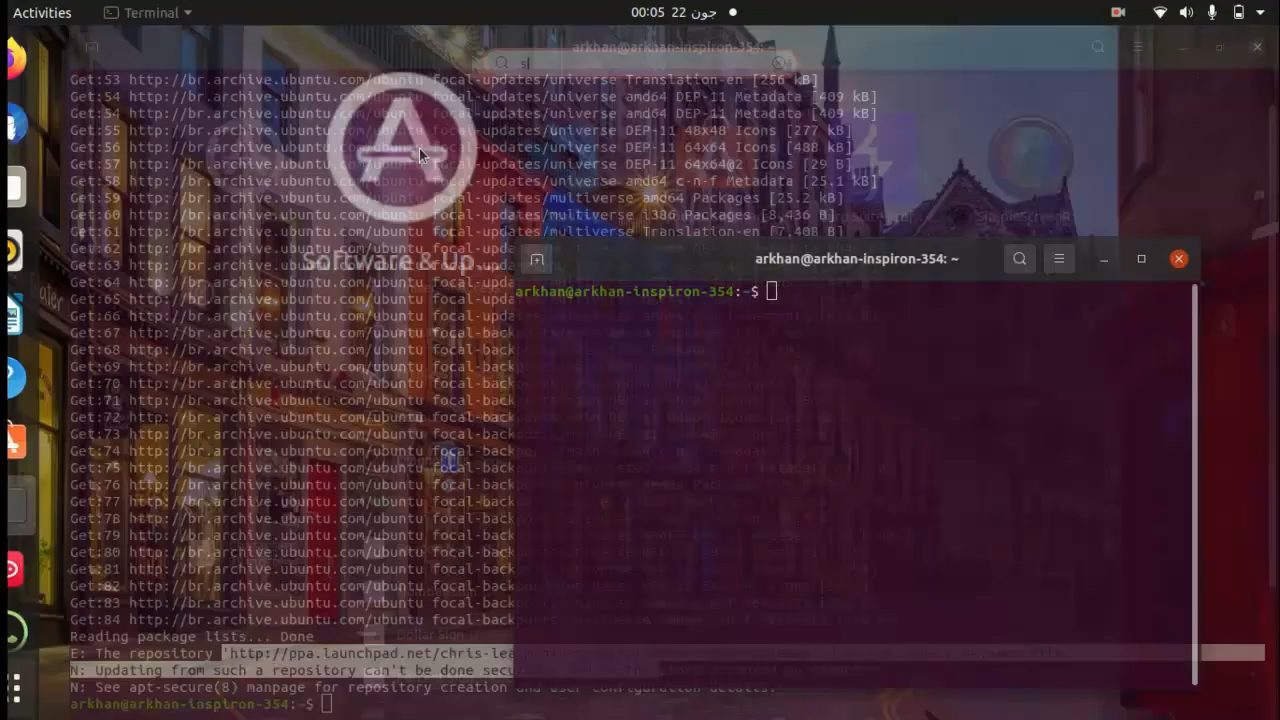 Activities
Terminal
00:05 22 جون
arkhan@arkhan-inspiron-354: ~
sl
Get:53 http://br.archive.ubuntu.com/ubuntu focal-updates/universe Translation-en [256 kB]
Get:54 http://br.archive.ubuntu.com/ubuntu focal-updates/universe amd64 DEP-11 Metadata [409 kB]
Get:54 http://br.archive.ubuntu.com/ubuntu focal-updates/universe amd64 DEP-11 Metadata [409 kB]
Get:55 http://br.archive.ubuntu.com/ubuntu focal-updates/universe DEP-11 48x48 Icons [277 kB]
Get:56 http://br.archive.ubuntu.com/ubuntu focal-updates/universe DEP-11 64x64 Icons [488 kB]
Get:57 http://br.archive.ubuntu.com/ubuntu focal-updates/universe DEP-11 64x64@2 Icons [29 B]
Get:58 http://br.archive.ubuntu.com/ubuntu focal-updates/universe amd64 c-n-f Metadata [25.1 kB]
Get:59 http://br.archive.ubuntu.com/ubuntu focal-updates/multiverse amd64 Packages [25.2 kB]
Get:60 http://br.archive.ubuntu.com/ubuntu focal-updates/multiverse i386 Packages [8,436 B]
Get:61 http://br.archive.ubuntu.com/ubuntu focal-updates/multiverse Translation-en [7,408 B]
Get:62 http://br.archive.ubuntu.com/ubuntu focal-updat
Software & Up...
Get:63 http://br.archive.ubuntu.com/ubuntu focal-updat
Get:64 http://br.archive.ubuntu.com/ubuntu focal-updat
Get:65 http://br.archive.ubuntu.com/ubuntu focal-updat
Get:66 http://br.archive.ubuntu.com/ubuntu focal-updat
Get:67 http://br.archive.ubuntu.com/ubuntu focal-back
Get:68 http://br.archive.ubuntu.com/ubuntu focal-back
Get:69 http://br.archive.ubuntu.com/ubuntu focal-back
Get:70 http://br.archive.ubuntu.com/ubuntu focal-back
Get:71 http://br.archive.ubuntu.com/ubuntu focal-back
Get:72 http://br.archive.ubuntu.com/ubuntu focal-back
Get:73 http://br.archive.ubuntu.com/ubuntu focal-back
Get:74 http://br.archive.ubuntu.com/ubuntu focal-back
Get:75 http://br.archive.ubuntu.com/ubuntu focal-back
Get:76 http://br.archive.ubuntu.com/ubuntu focal-back
Get:77 http://br.archive.ubuntu.com/ubuntu focal-back
Get:78 http://br.archive.ubuntu.com/ubuntu focal-back
Get:79 http://br.archive.ubuntu.com/ubuntu focal-back
Get:80 http://br.archive.ubuntu.com/ubuntu focal-back
Get:81 http://br.archive.ubuntu.com/ubuntu focal-back
Get:82 http://br.archive.ubuntu.com/ubuntu focal-back
Get:83 http://br.archive.ubuntu.com/ubuntu focal-back
Get:84 http://br.archive.ubuntu.com/ubuntu focal-back
Reading package lists... Done
Dollar Sign
E: The repository 'http://ppa.launchpad.net/chris-lea
N: Updating from such a repository can't be done secu
N: See apt-secure(8) manpage for repository creation and user configuration details.
arkhan@arkhan-inspiron-354:~$
arkhan@arkhan-inspiron-354: ~
arkhan@arkhan-inspiron-354:~$